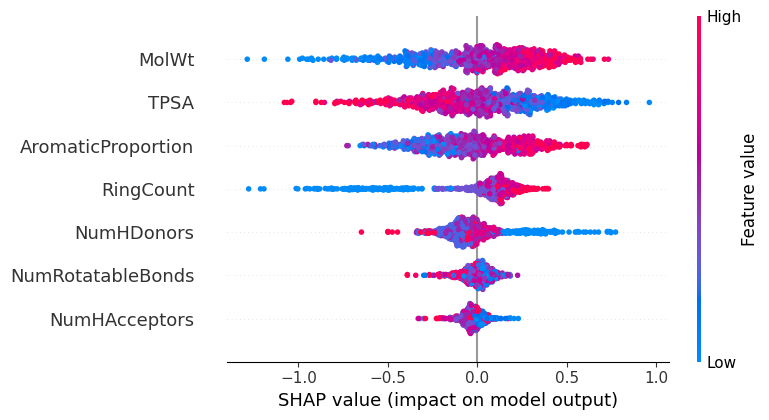 High
MolWt
TPSA
AromaticProportion
RingCount
NumHDonors
NumRotatableBonds
NumHAcceptors
Feature value
Low
−1.0 −0.5 0.0 0.5 1.0
SHAP value (impact on model output)